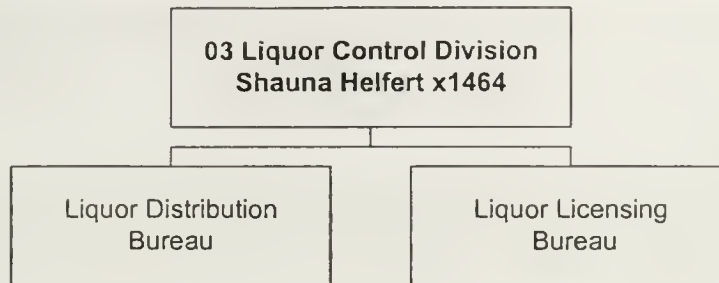 03 Liquor Control Division
Shauna Helfert x1464
Liquor Distribution
Bureau
Liquor Licensing
Bureau